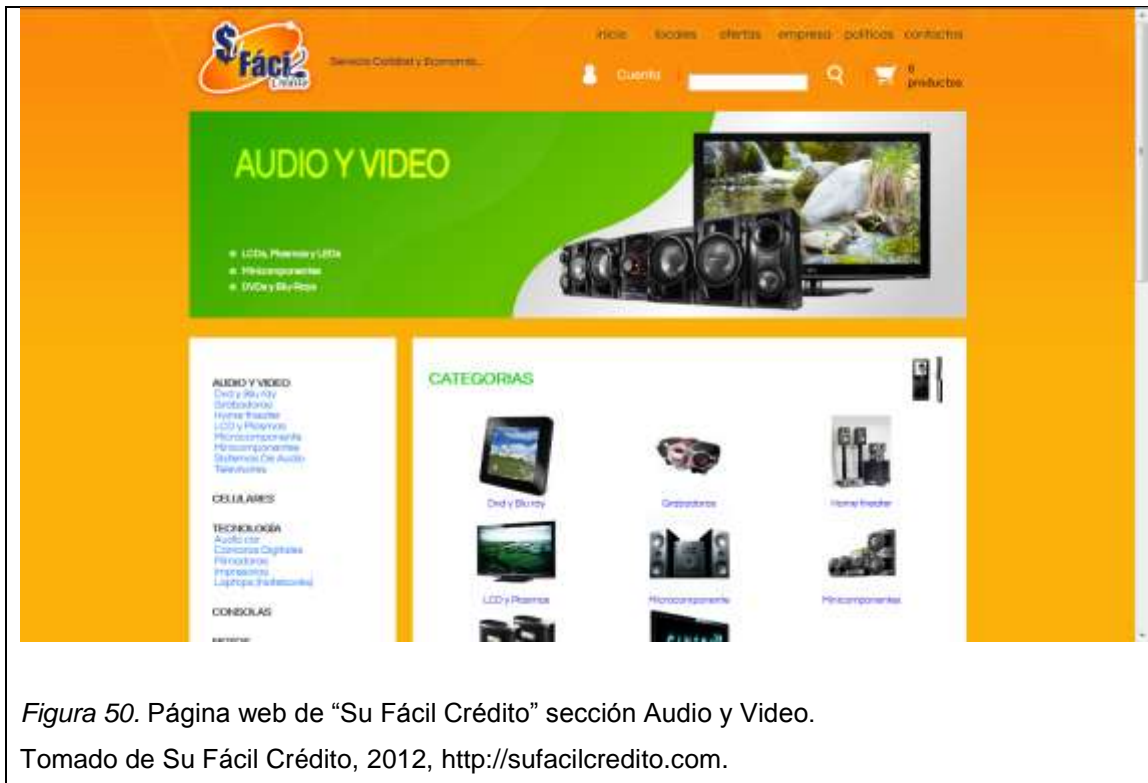 $
Fácil
Crédito
Servicio Calidad y Economía...
inicio locales ofertas empresa políticas contactos
Cuenta
0
productos
AUDIO Y VIDEO
LCDs, Plasmas y LEDs
Minicomponentes
DVDs y Blu-Rays
AUDIO Y VIDEO
Dvd y Blu ray
Grabadoras
Home theater
LCD y Plasmas
Microcomponente
Minicomponentes
Sistemas De Audio
Televisores
CELULARES
TECNOLOGÍA
Audio car
Cámaras Digitales
Filmadoras
Impresoras
Laptops (Notebooks)
CONSOLAS
MOTOS
CATEGORIAS
Dvd y Blu ray
Grabadoras
Home theater
LCD y Plasmas
Microcomponente
Minicomponentes
Figura 50. Página web de “Su Fácil Crédito” sección Audio y Video.
Tomado de Su Fácil Crédito, 2012, http://sufacilcredito.com.